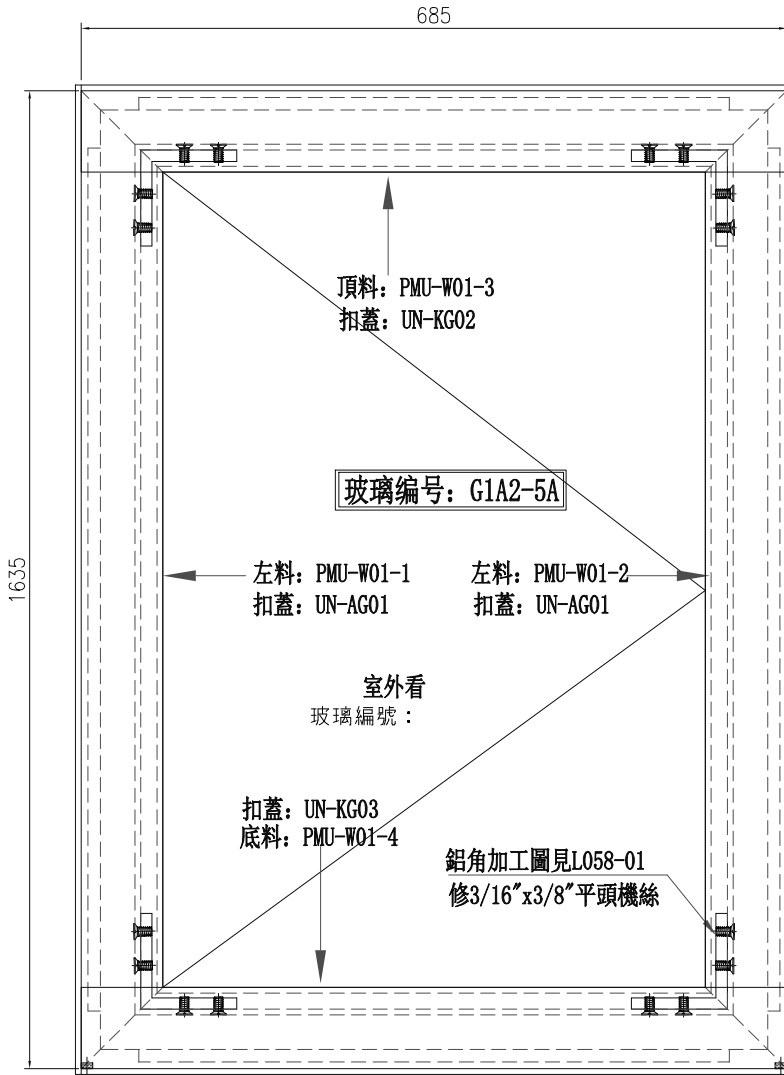 685
頂料：PMU-W01-3
扣蓋：UN-KG02
玻璃编号：G1A2-5A
1635
左料：PMU-W01-1
扣蓋：UN-AG01
左料：PMU-W01-2
扣蓋：UN-AG01
室外看
玻璃編號：
扣蓋：UN-KG03
底料：PMU-W01-4
鋁角加工圖見L058-01
修3/16″x3/8″平頭機絲